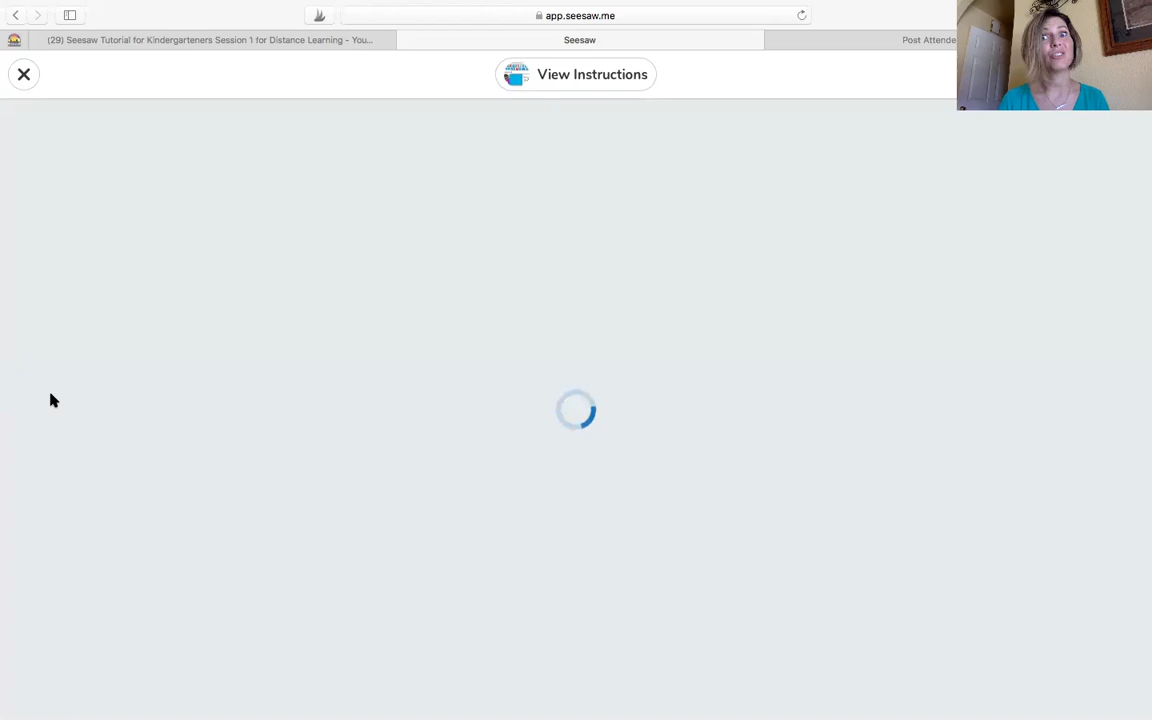 app.seesaw.me
(29) Seesaw Tutorial for Kindergarteners Session 1 for Distance Learning - You...
Seesaw
Post Attende
View Instructions